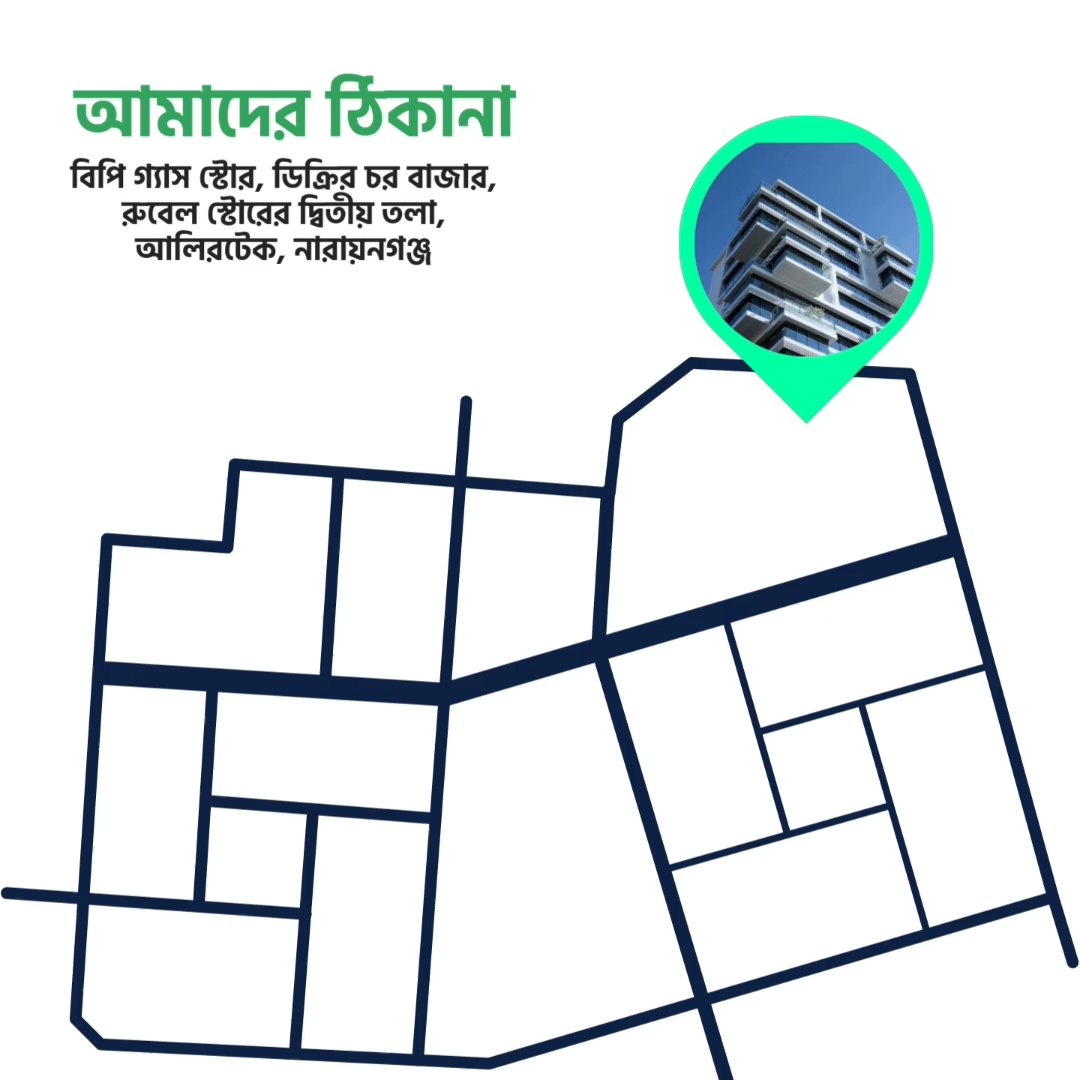 আমাদের ঠিকানা
বিপি গ্যাস স্টোর, ডিক্রির চর বাজার,
রুবেল স্টোরের দ্বিতীয় তলা,
আলিরটেক, নারায়নগঞ্জ